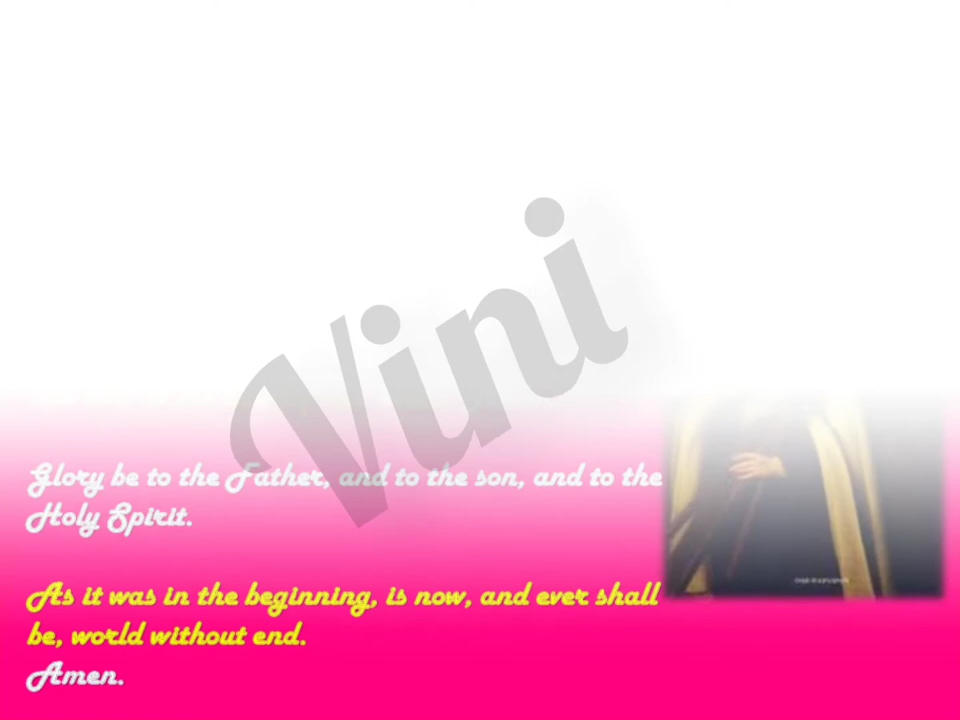 Vini
Glory be to the Father, and to the son, and to the
Holy Spirit.
As it was in the beginning, is now, and ever shall
be, world without end.
Amen.